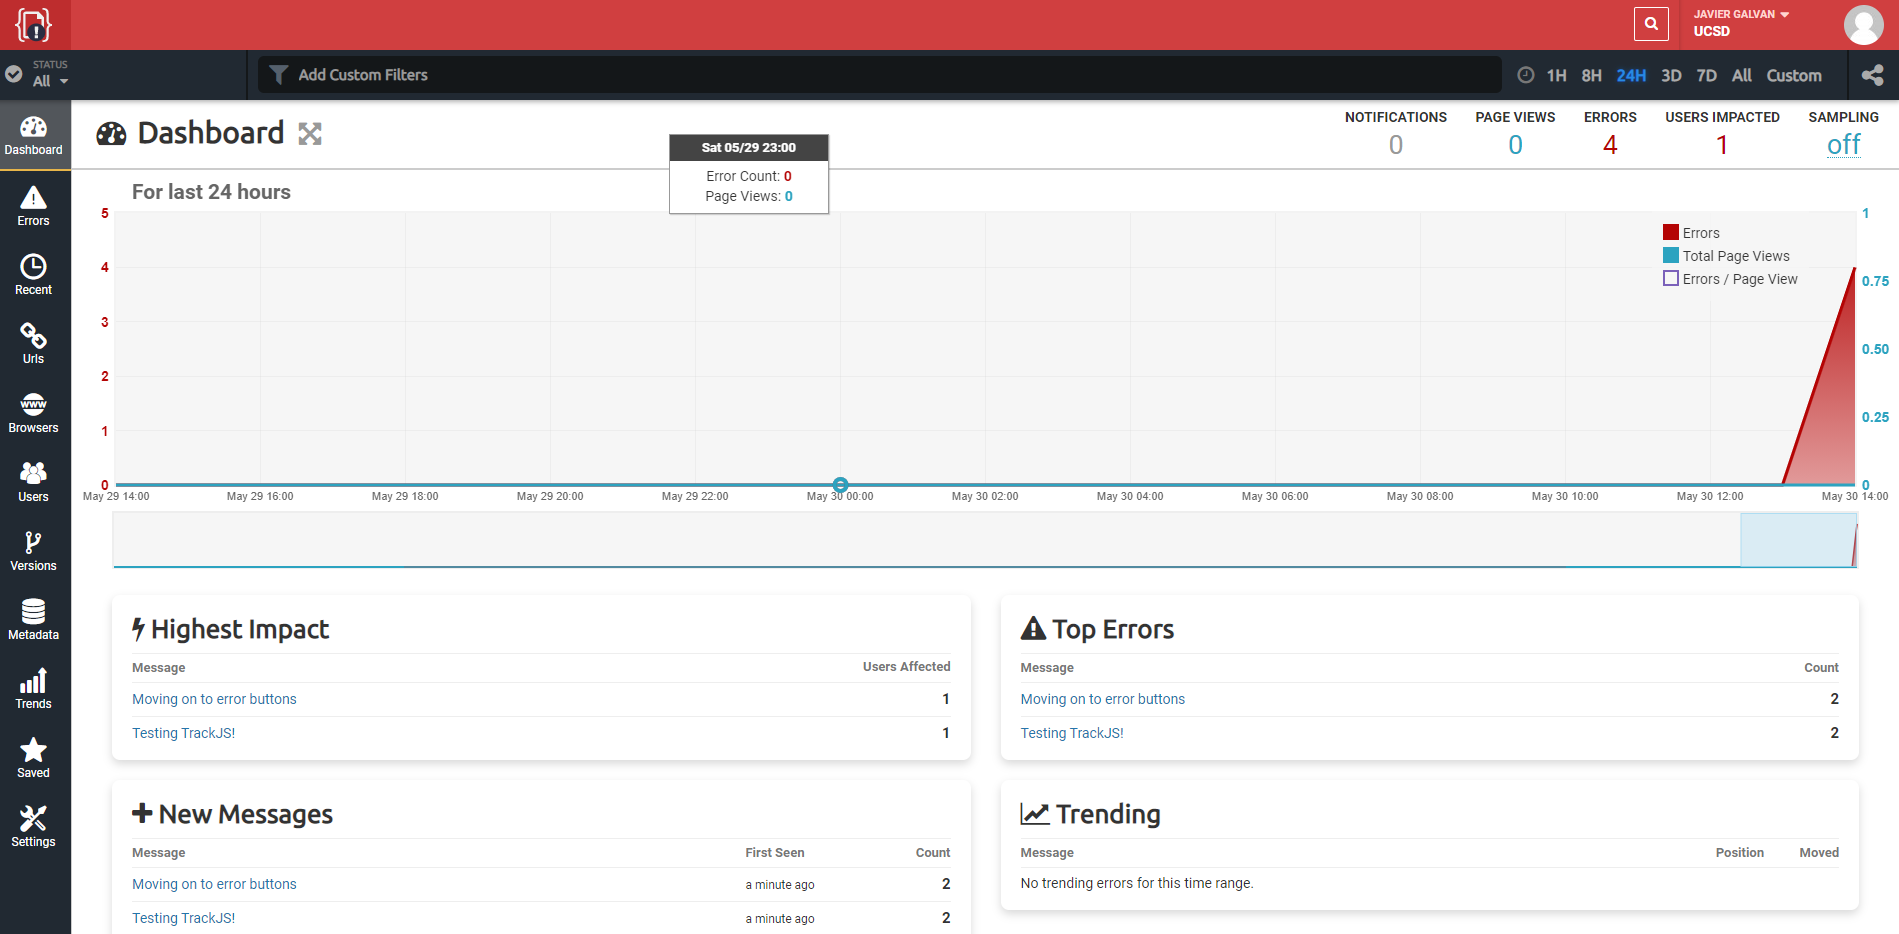 JAVIER GALVAN
UCSD
STATUS
All
Add Custom Filters
1H 8H 24H 3D 7D All Custom
Dashboard
Errors
Recent
Urls
www
Browsers
Users
Versions
Metadata
Trends
Saved
Settings
Dashboard
NOTIFICATIONS
0
PAGE VIEWS
0
ERRORS
4
USERS IMPACTED
1
SAMPLING
off
Sat 05/29 23:00
Error Count: 0
Page Views: 0
For last 24 hours
5
4
3
2
1
0
1
0.75
0.50
0.25
0
Errors
Total Page Views
Errors / Page View
May 29 14:00 May 29 16:00 May 29 18:00 May 29 20:00 May 29 22:00 May 30 00:00 May 30 02:00 May 30 04:00 May 30 06:00 May 30 08:00 May 30 10:00 May 30 12:00 May 30 14:00
Highest Impact
Message Users Affected
Moving on to error buttons 1
Testing TrackJS! 1
Top Errors
Message Count
Moving on to error buttons 2
Testing TrackJS! 2
New Messages
Message First Seen Count
Moving on to error buttons a minute ago 2
Testing TrackJS! a minute ago 2
Trending
Message Position Moved
No trending errors for this time range.